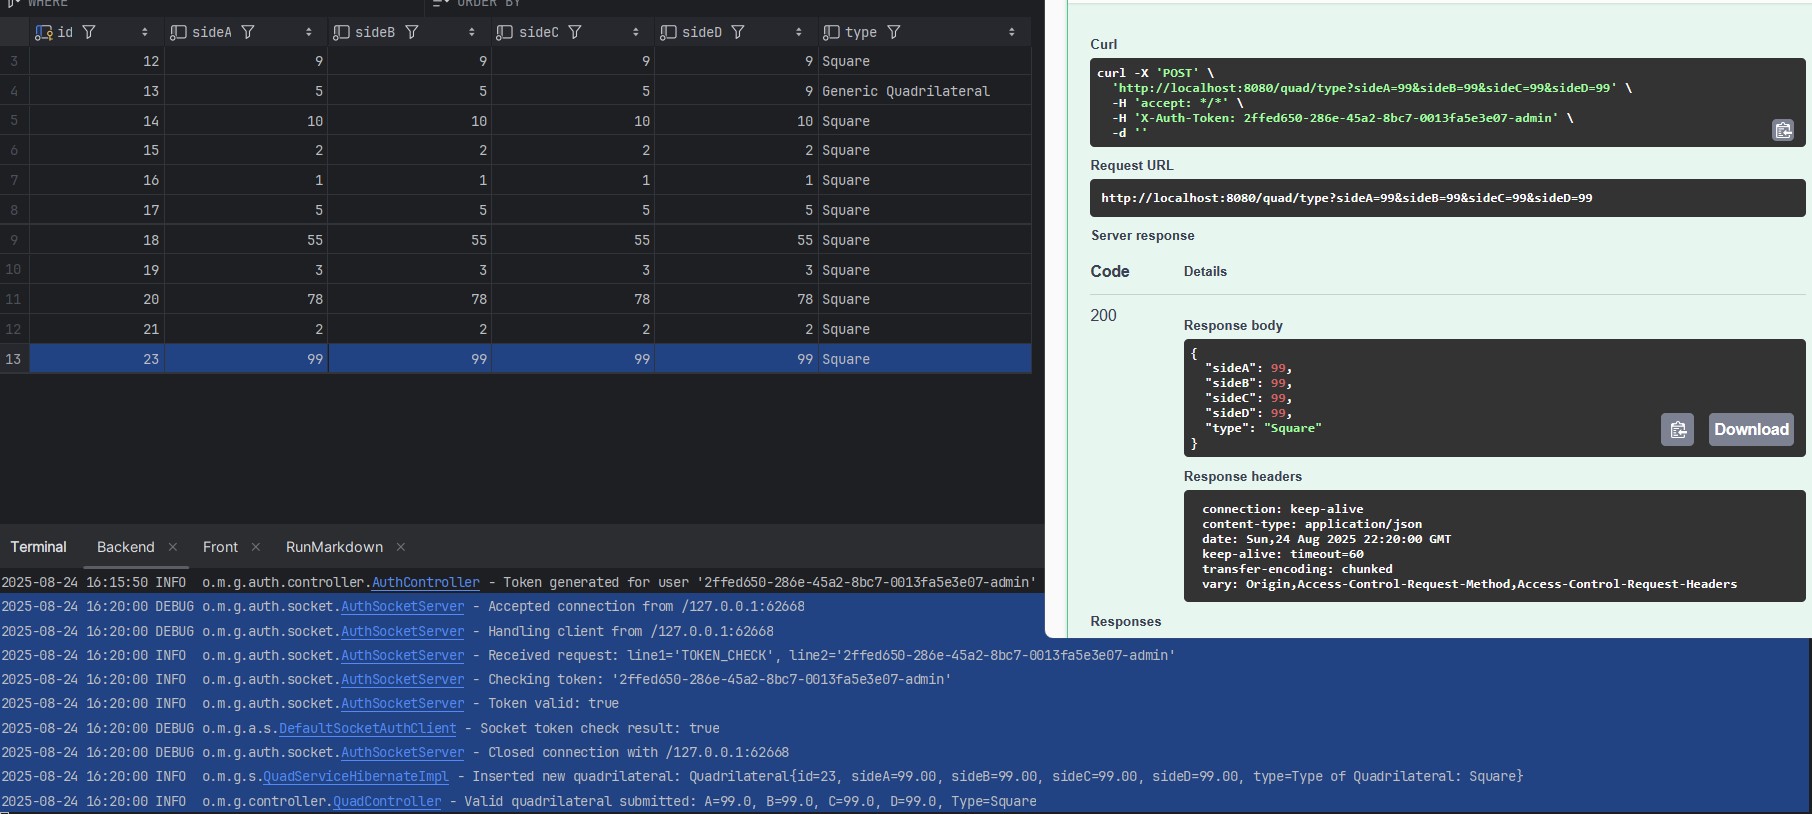 WHERE
ORDER BY
id sideA sideB sideC sideD type
3 12 9 9 9 9 Square
4 13 5 5 5 9 Generic Quadrilateral
5 14 10 10 10 10 Square
6 15 2 2 2 2 Square
7 16 1 1 1 1 Square
8 17 5 5 5 5 Square
9 18 55 55 55 55 Square
10 19 3 3 3 3 Square
11 20 78 78 78 78 Square
12 21 2 2 2 2 Square
13 23 99 99 99 99 Square
Terminal Backend × Front × RunMarkdown ×
2025-08-24 16:15:50 INFO o.m.g.auth.controller.AuthController - Token generated for user '2ffed650-286e-45a2-8bc7-0013fa5e3e07-admin'
2025-08-24 16:20:00 DEBUG o.m.g.auth.socket.AuthSocketServer - Accepted connection from /127.0.0.1:62668
2025-08-24 16:20:00 DEBUG o.m.g.auth.socket.AuthSocketServer - Handling client from /127.0.0.1:62668
2025-08-24 16:20:00 INFO o.m.g.auth.socket.AuthSocketServer - Received request: line1='TOKEN_CHECK', line2='2ffed650-286e-45a2-8bc7-0013fa5e3e07-admin'
2025-08-24 16:20:00 INFO o.m.g.auth.socket.AuthSocketServer - Checking token: '2ffed650-286e-45a2-8bc7-0013fa5e3e07-admin'
2025-08-24 16:20:00 INFO o.m.g.auth.socket.AuthSocketServer - Token valid: true
2025-08-24 16:20:00 DEBUG o.m.g.a.s.DefaultSocketAuthClient - Socket token check result: true
2025-08-24 16:20:00 DEBUG o.m.g.auth.socket.AuthSocketServer - Closed connection with /127.0.0.1:62668
2025-08-24 16:20:00 INFO o.m.g.s.QuadServiceHibernateImpl - Inserted new quadrilateral: Quadrilateral{id=23, sideA=99.00, sideB=99.00, sideC=99.00, sideD=99.00, type=Type of Quadrilateral: Square}
2025-08-24 16:20:00 INFO o.m.g.controller.QuadController - Valid quadrilateral submitted: A=99.0, B=99.0, C=99.0, D=99.0, Type=Square
Curl
curl -X 'POST' \
'http://localhost:8080/quad/type?sideA=99&sideB=99&sideC=99&sideD=99' \
-H 'accept: */*' \
-H 'X-Auth-Token: 2ffed650-286e-45a2-8bc7-0013fa5e3e07-admin' \
-d ''
Request URL
http://localhost:8080/quad/type?sideA=99&sideB=99&sideC=99&sideD=99
Server response
Code Details
200
Response body
{
"sideA": 99,
"sideB": 99,
"sideC": 99,
"sideD": 99,
"type": "Square"
}
Download
Response headers
connection: keep-alive
content-type: application/json
date: Sun,24 Aug 2025 22:20:00 GMT
keep-alive: timeout=60
transfer-encoding: chunked
vary: Origin,Access-Control-Request-Method,Access-Control-Request-Headers
Responses